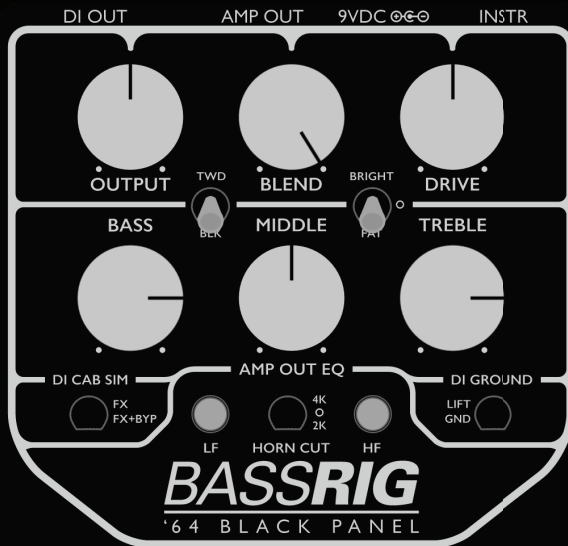 DI OUT AMP OUT 9VDC INSTR
OUTPUT BLEND DRIVE
TWD BRIGHT
BLK FAT
BASS MIDDLE TREBLE
DI CAB SIM AMP OUT EQ DI GROUND
FX
FX+BYP
4K
2K
LIFT
GND
LF HORN CUT HF
BASSRIG
'64 BLACK PANEL